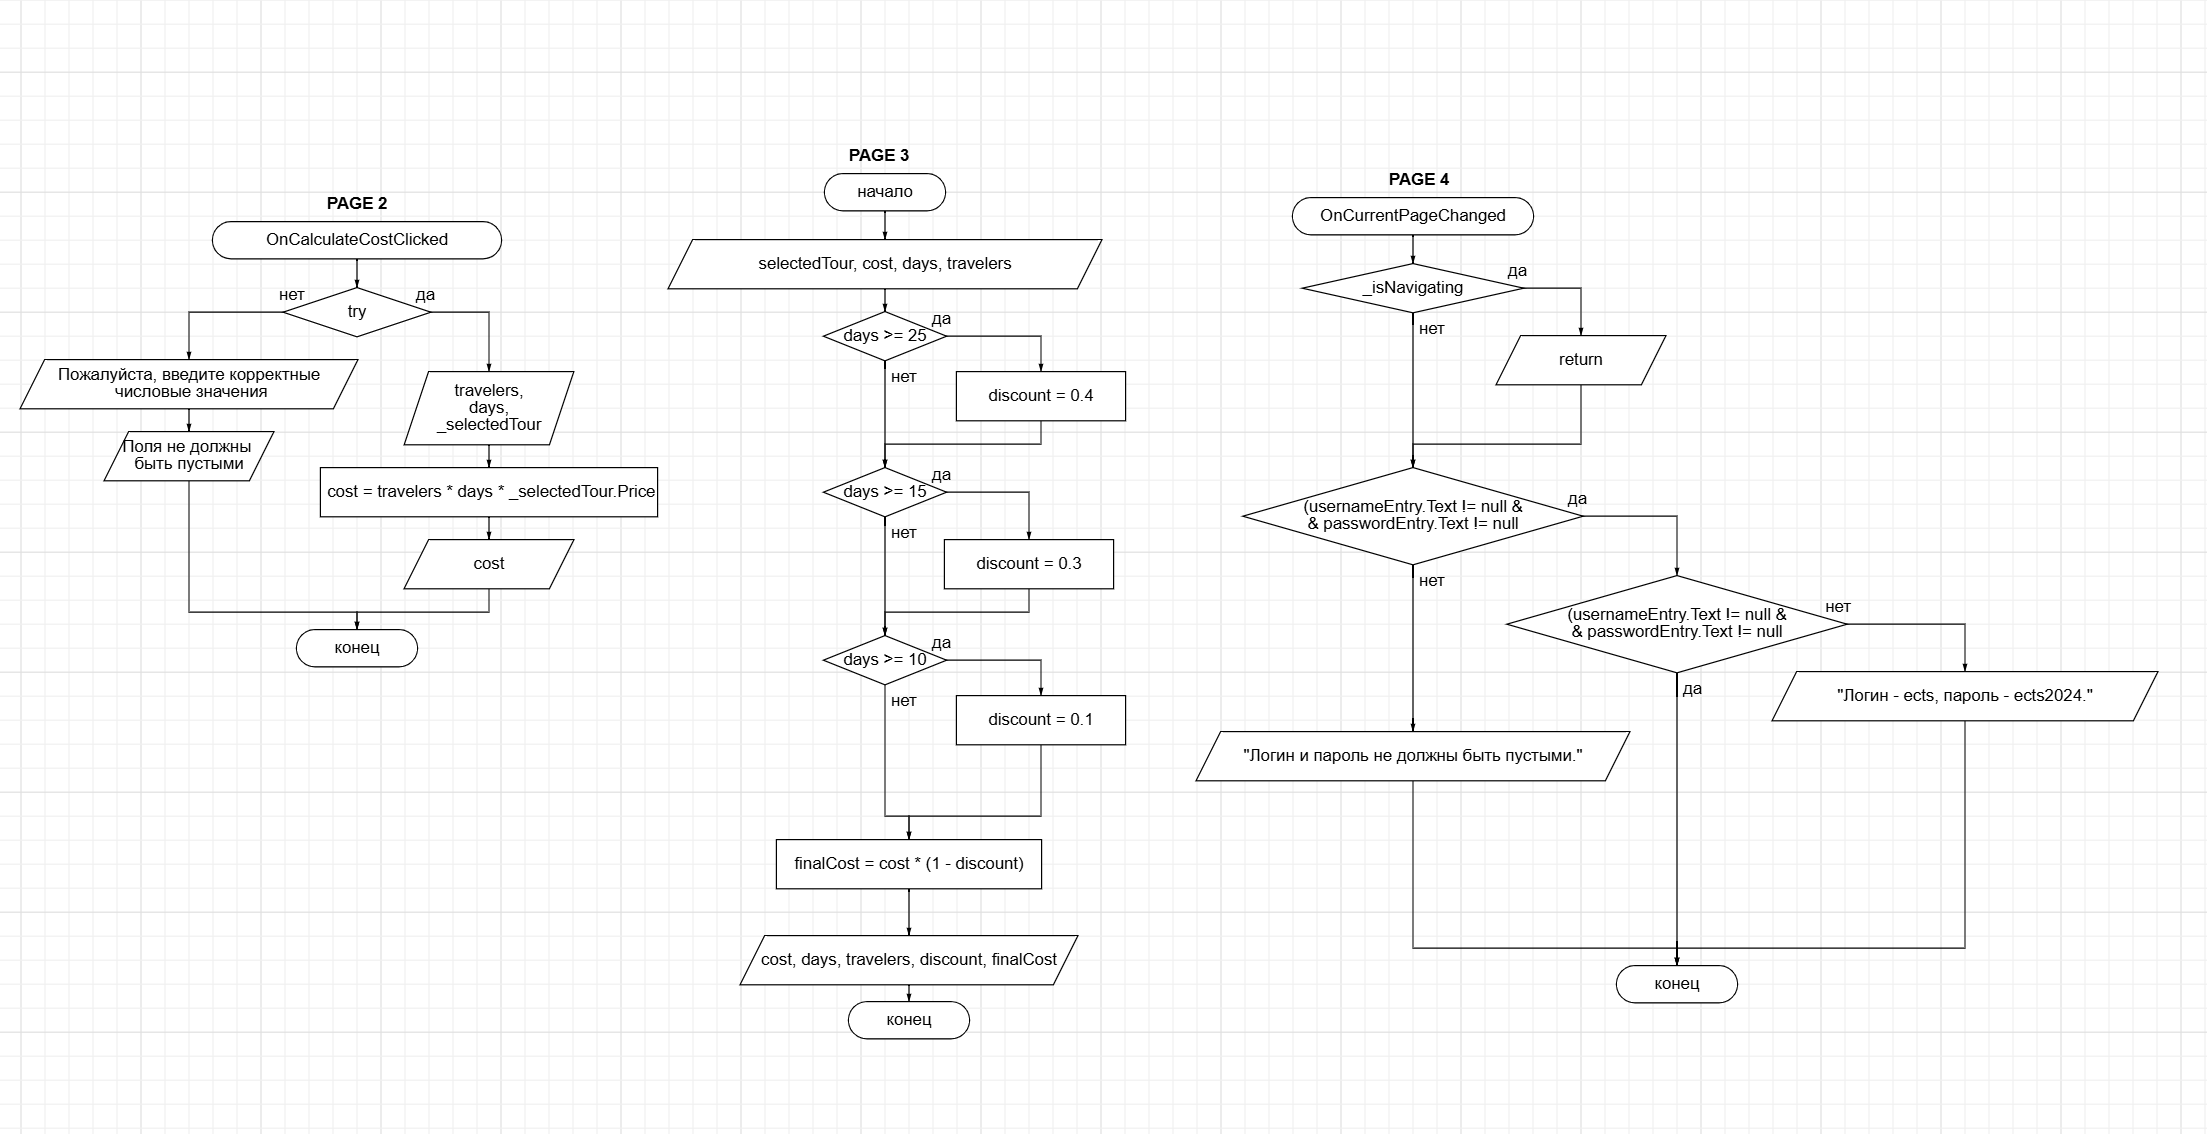 PAGE 2
OnCalculateCostClicked
нет
да
try
Пожалуйста, введите корректные
числовые значения
Поля не должны
быть пустыми
travelers,
days,
_selectedTour
cost = travelers * days * _selectedTour.Price
cost
конец
PAGE 3
начало
selectedTour, cost, days, travelers
да
days >= 25
нет
discount = 0.4
да
days >= 15
нет
discount = 0.3
да
days >= 10
нет
discount = 0.1
finalCost = cost * (1 - discount)
cost, days, travelers, discount, finalCost
конец
PAGE 4
OnCurrentPageChanged
да
_isNavigating
нет
return
да
(usernameEntry.Text != null &
& passwordEntry.Text != null
нет
нет
(usernameEntry.Text != null &
& passwordEntry.Text != null
да
"Логин - ects, пароль - ects2024."
"Логин и пароль не должны быть пустыми."
конец